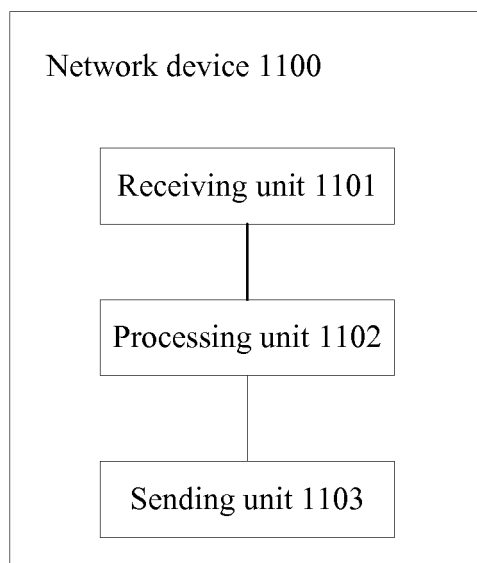 Network device 1100
Receiving unit 1101
Processing unit 1102
Sending unit 1103